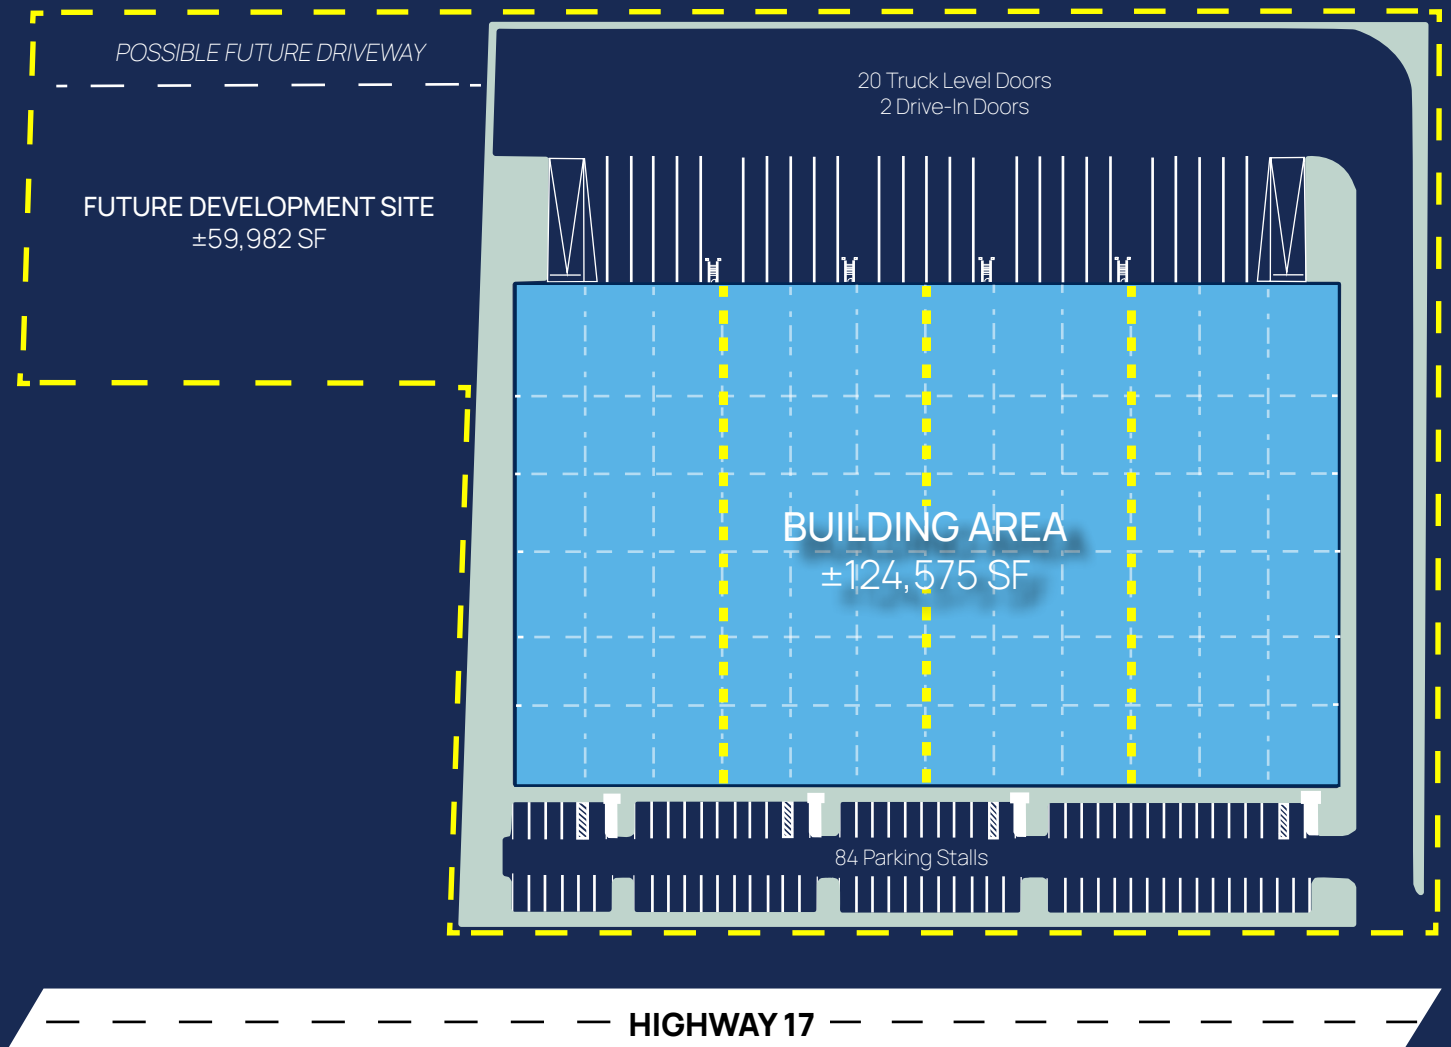 POSSIBLE FUTURE DRIVEWAY
20 Truck Level Doors
2 Drive-In Doors
FUTURE DEVELOPMENT SITE
±59,982 SF
BUILDING AREA
±124,575 SF
84 Parking Stalls
HIGHWAY 17